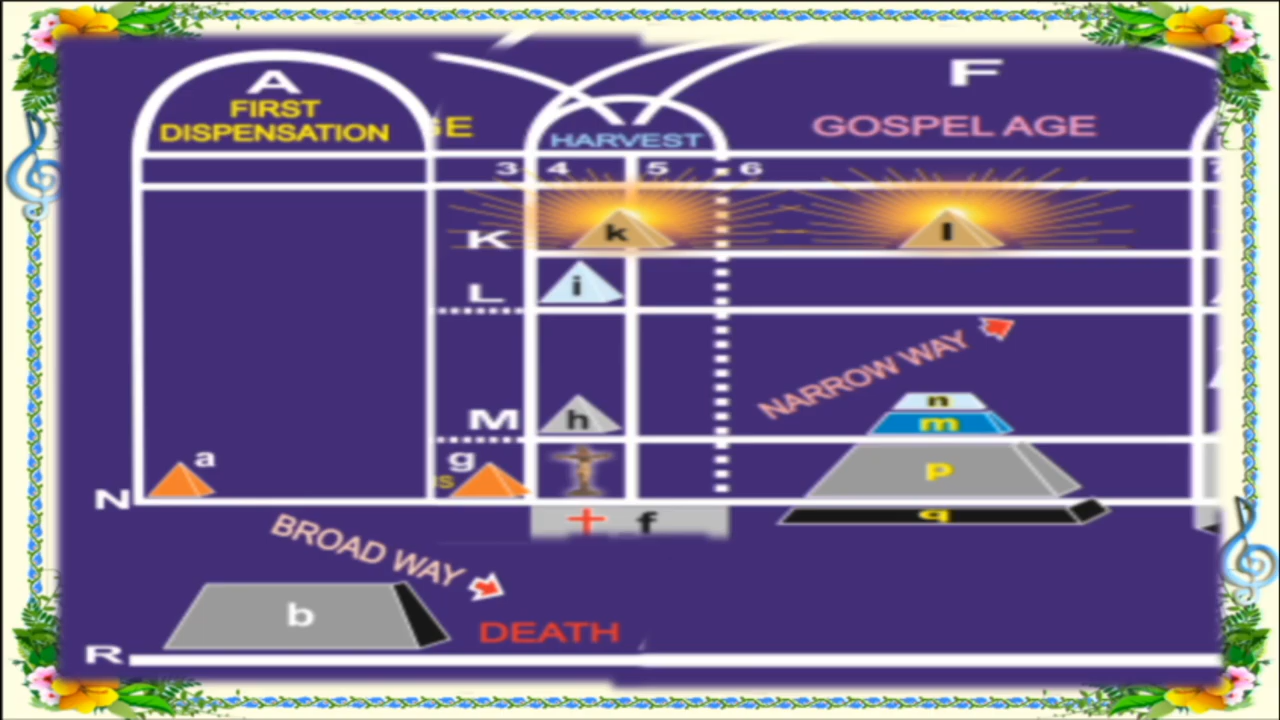 A
FIRST
DISPENSATION
GE
HARVEST
F
GOSPEL AGE
3 4 5 6
K k l
L i
NARROW WAY
n
M h m
a g p
N
q
+ f
BROAD WAY
b
DEATH
R